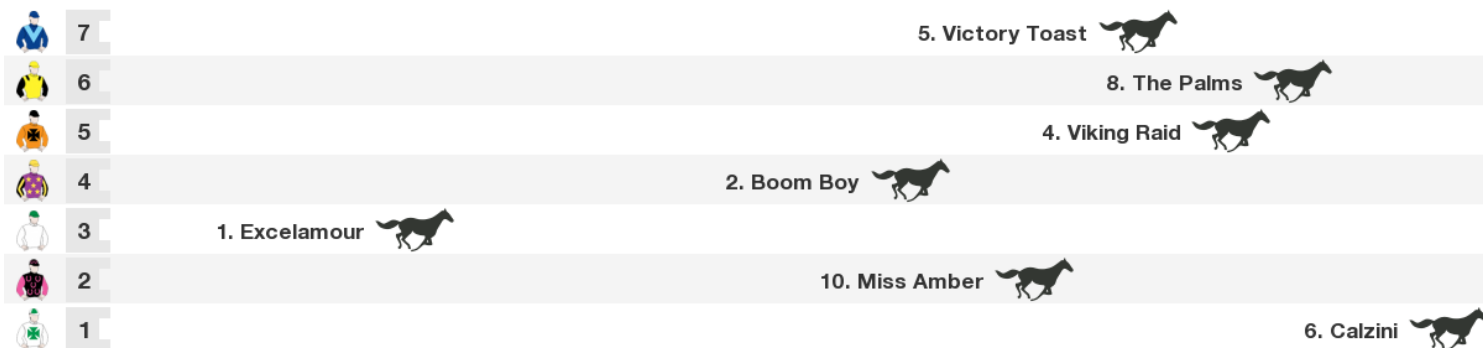 7 5. Victory Toast
6 8. The Palms
5 4. Viking Raid
4 2. Boom Boy
3 1. Excelamour
2 10. Miss Amber
1 6. Calzini